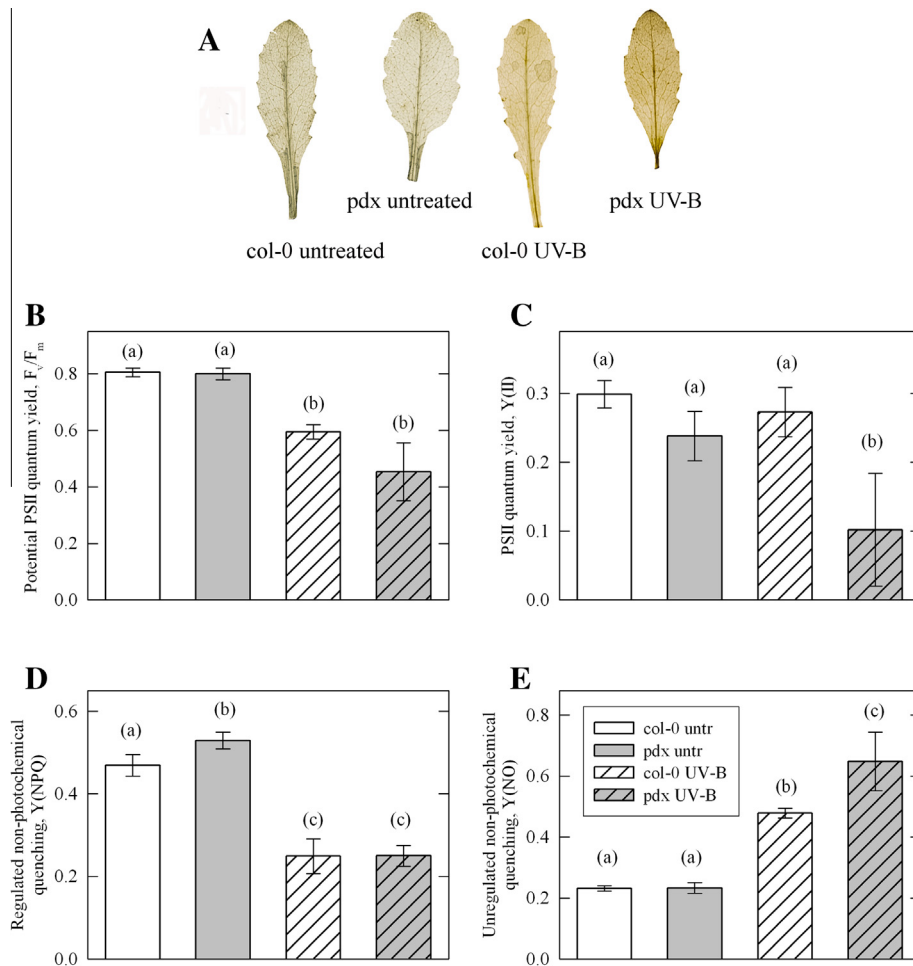 A
pdx untreated
pdx UV-B
col-0 untreated
col-0 UV-B
B
Potential PSII quantum yield, Fv/Fm
0.8
0.6
0.4
0.2
0.0
(a)
(a)
(b)
(b)
C
PSII quantum yield, Y(II)
0.3
0.2
0.1
0.0
(a)
(a)
(a)
(b)
D
Regulated non-photochemical
quenching, Y(NPQ)
0.6
0.4
0.2
0.0
(a)
(b)
(c)
(c)
E
Unregulated non-photochemical
quenching, Y(NO)
0.8
0.6
0.4
0.2
0.0
(a)
(a)
(b)
(c)
col-0 untr
pdx untr
col-0 UV-B
pdx UV-B